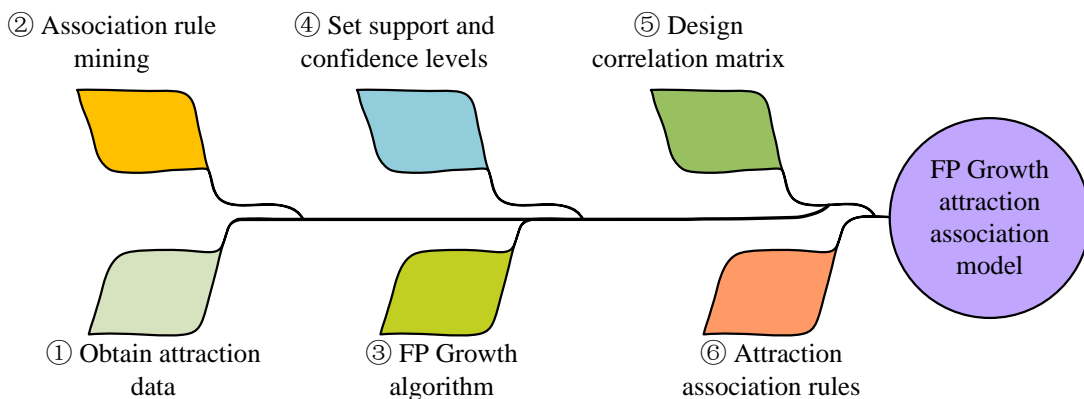 ② Association rule
mining
④ Set support and
confidence levels
⑤ Design
correlation matrix
FP Growth
attraction
association
model
① Obtain attraction
data
③ FP Growth
algorithm
⑥ Attraction
association rules